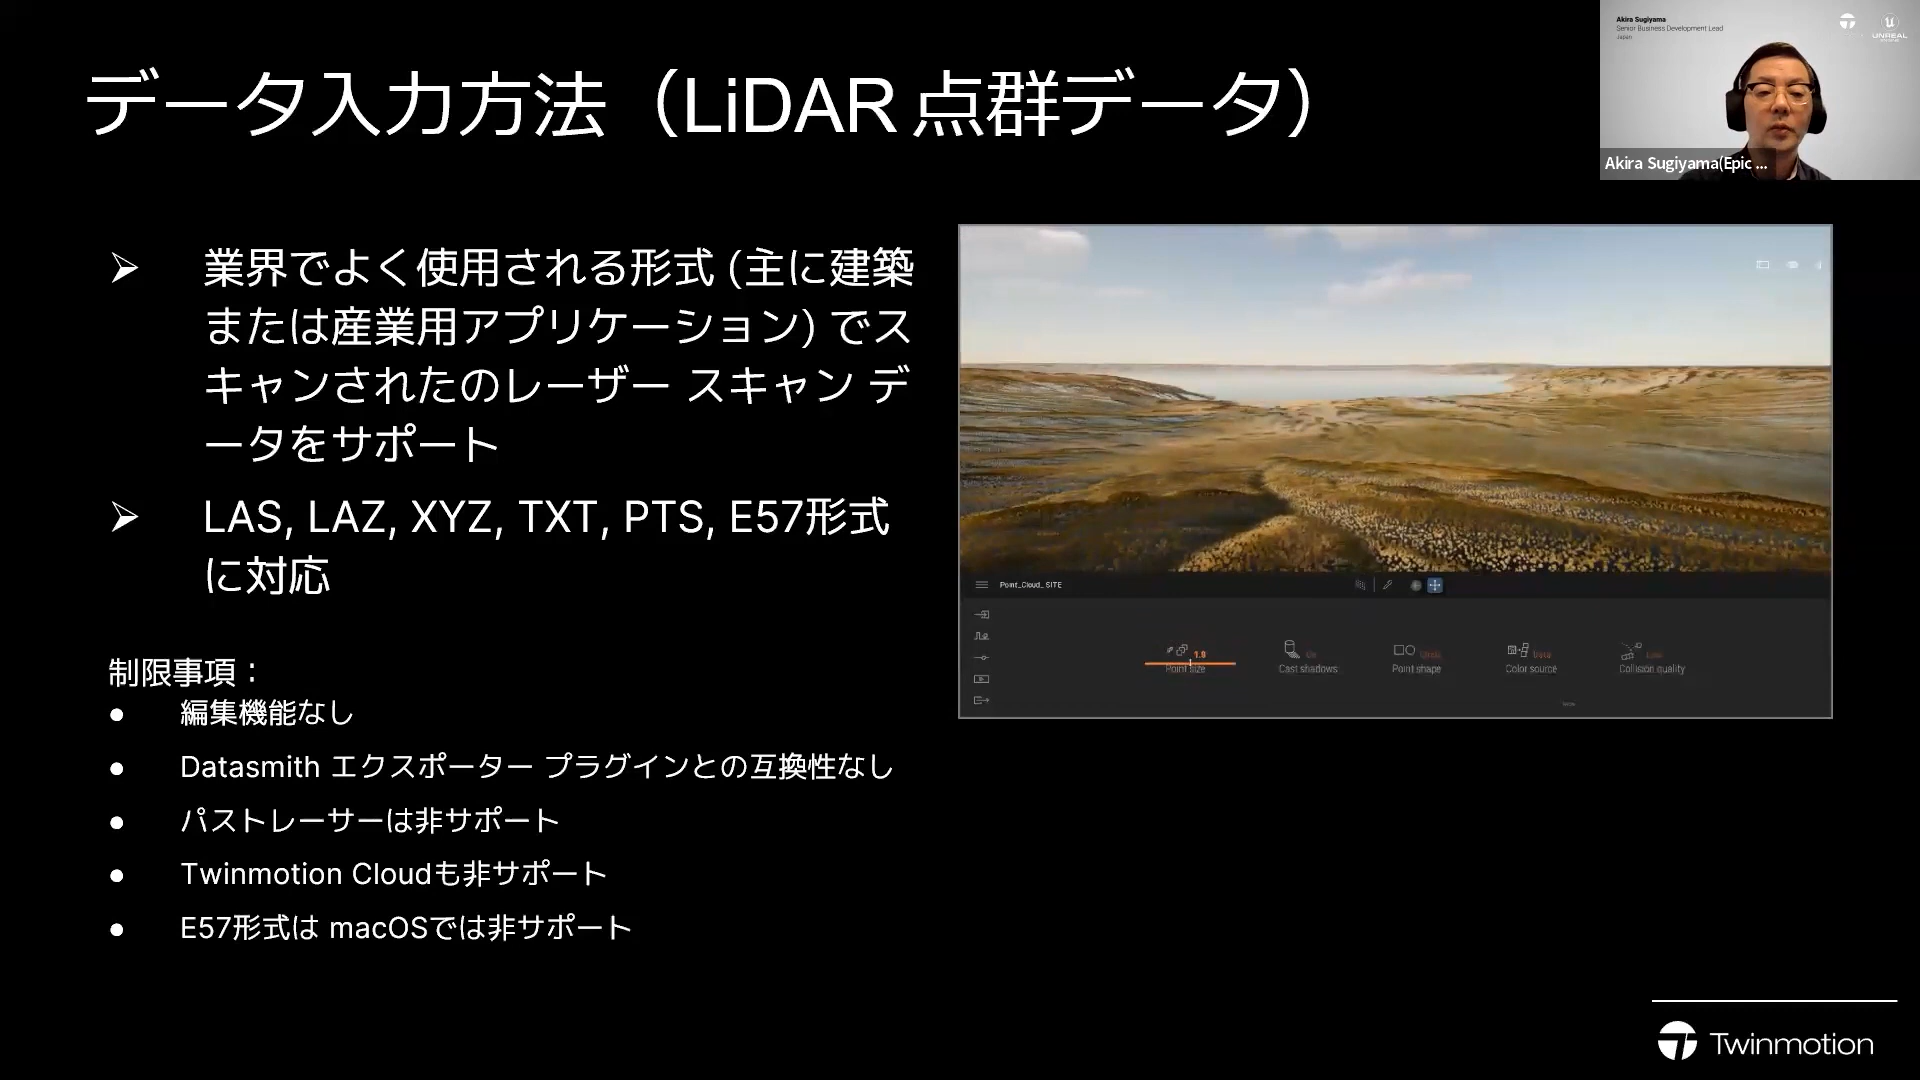 データ入力方法（LiDAR 点群データ）
Akira Sugiyama
Senior Business Development Lead
Japan
UNREAL
Akira Sugiyama(Epic ...
➢ 業界でよく使用される形式 (主に建築
または産業用アプリケーション) でス
キャンされたのレーザー スキャン デ
ータをサポート
➢ LAS, LAZ, XYZ, TXT, PTS, E57形式
に対応
制限事項：
● 編集機能なし
● Datasmith エクスポーター プラグインとの互換性なし
● パストレーサーは非サポート
● Twinmotion Cloudも非サポート
● E57形式は macOSでは非サポート
Point_Cloud_SITE
1.9
Point size
Cast shadows
Point shape
Color source
Collision quality
Twinmotion